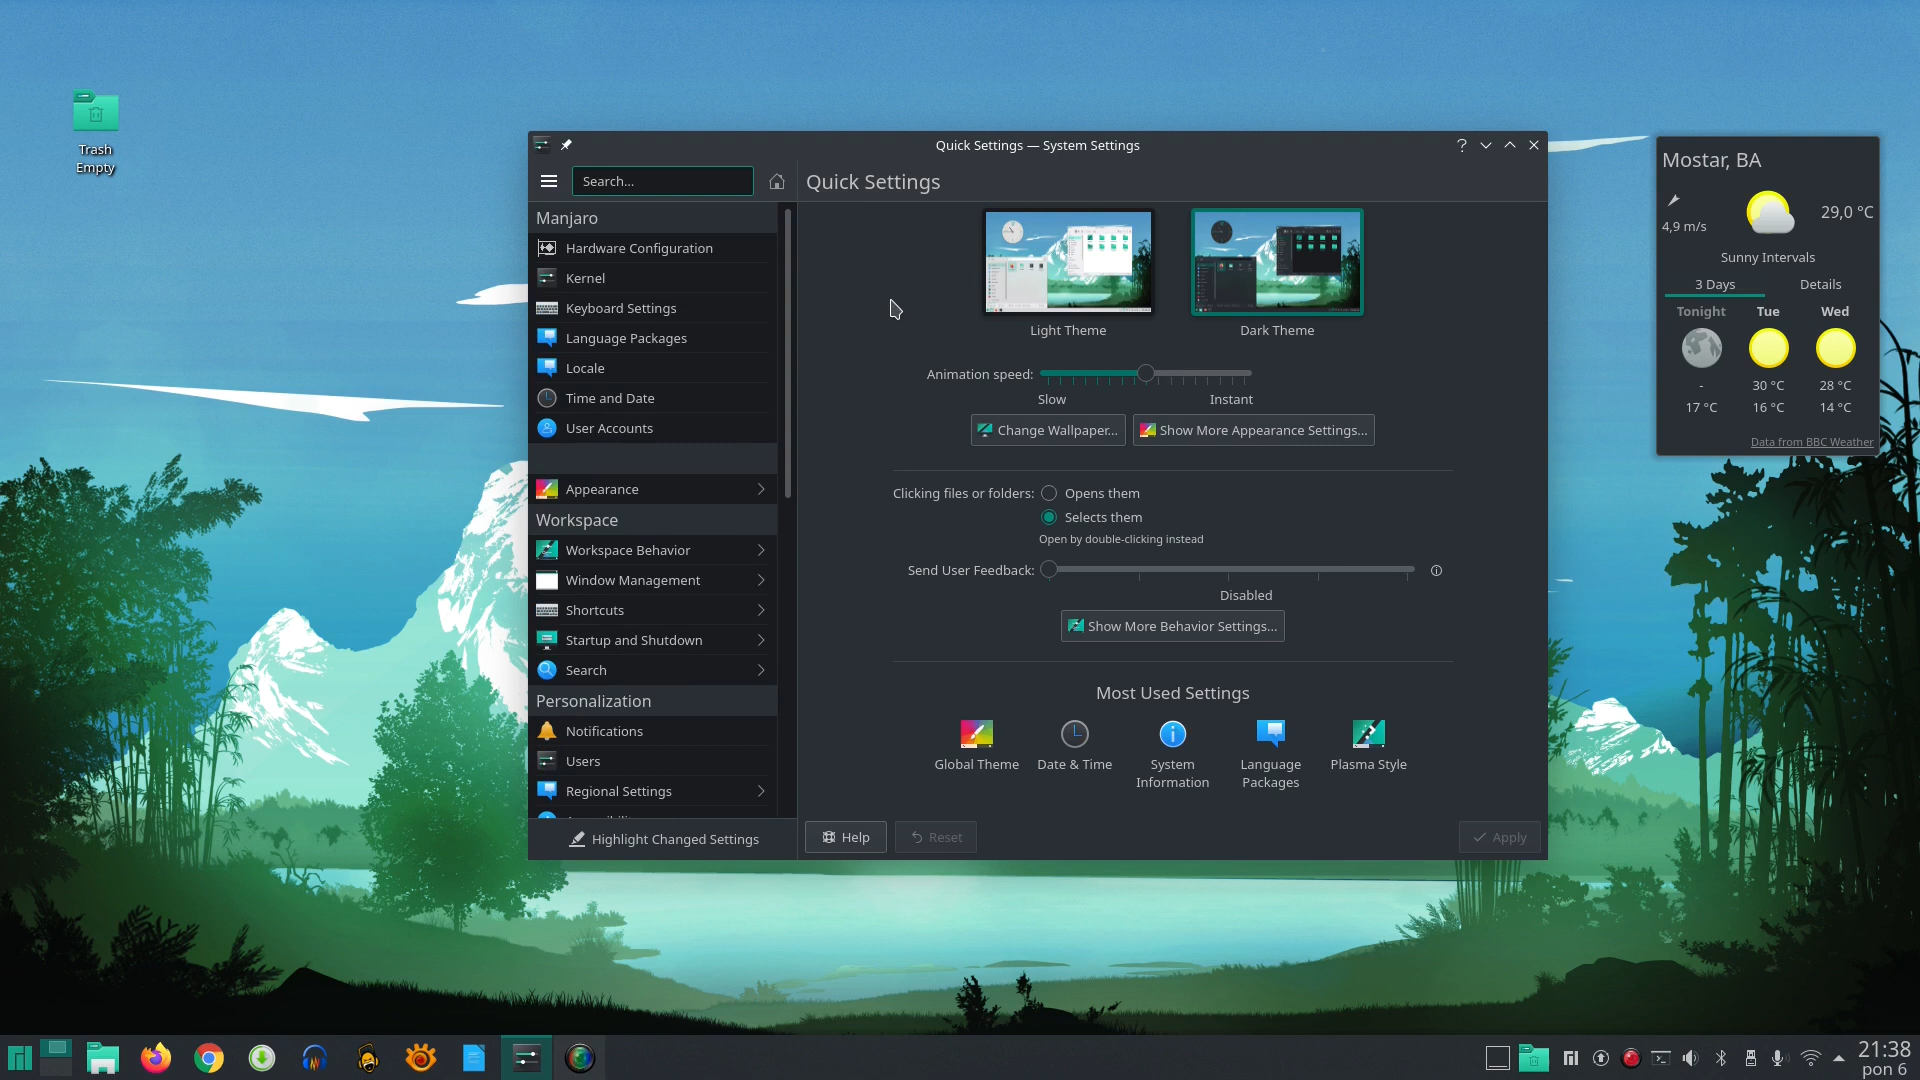 Trash
Empty
Quick Settings — System Settings
Search...
Quick Settings
Manjaro
Hardware Configuration
Kernel
Keyboard Settings
Language Packages
Locale
Time and Date
User Accounts
Appearance
Workspace
Workspace Behavior
Window Management
Shortcuts
Startup and Shutdown
Search
Personalization
Notifications
Users
Regional Settings
Highlight Changed Settings
Light Theme
Dark Theme
Animation speed:
Slow
Instant
Change Wallpaper...
Show More Appearance Settings...
Clicking files or folders:
Opens them
Selects them
Open by double-clicking instead
Send User Feedback:
Disabled
Show More Behavior Settings...
Most Used Settings
Global Theme
Date & Time
System
Information
Language
Packages
Plasma Style
Help
Reset
Apply
Mostar, BA
4,9 m/s
29,0 °C
Sunny Intervals
3 Days
Details
Tonight
Tue
Wed
-
30 °C
28 °C
17 °C
16 °C
14 °C
Data from BBC Weather
21:38
pon 6